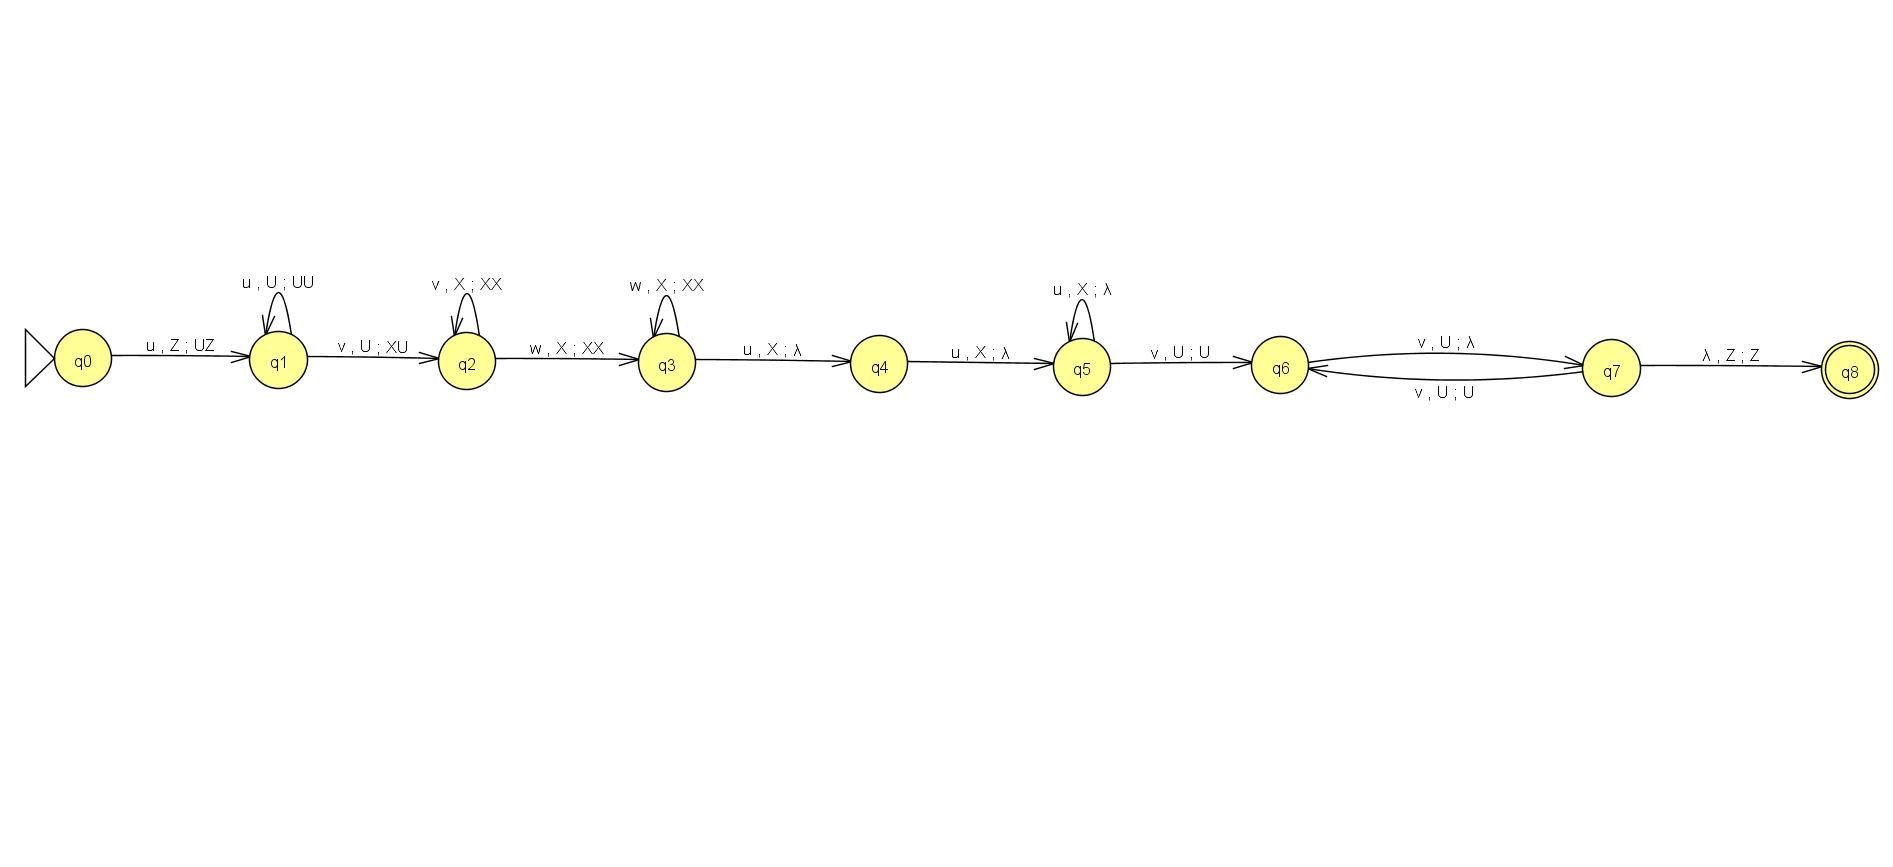 u , U ; UU
v , X ; XX
w , X ; XX
u , X ; λ
q0
u , Z ; UZ
q1
v , U ; XU
q2
w , X ; XX
q3
u , X ; λ
q4
u , X ; λ
q5
v , U ; U
q6
v , U ; λ
v , U ; U
q7
λ , Z ; Z
q8